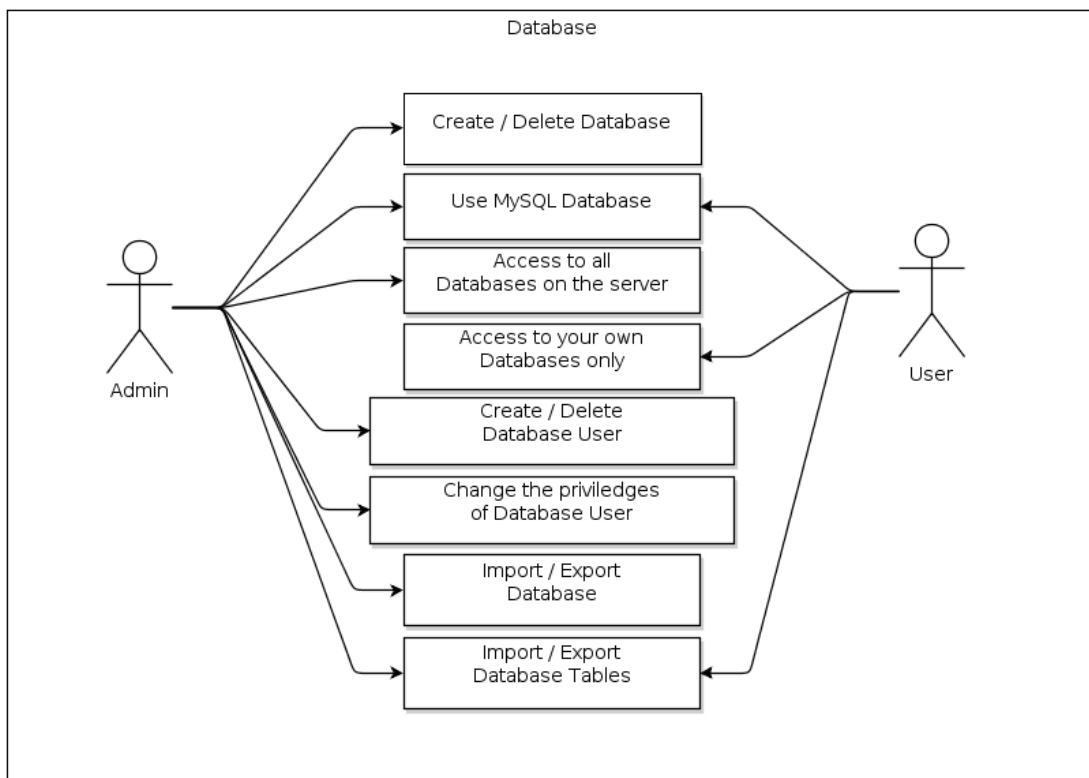 Database
Create / Delete Database
Use MySQL Database
Access to all
Databases on the server
Access to your own
Databases only
Admin
User
Create / Delete
Database User
Change the priviledges
of Database User
Import / Export
Database
Import / Export
Database Tables